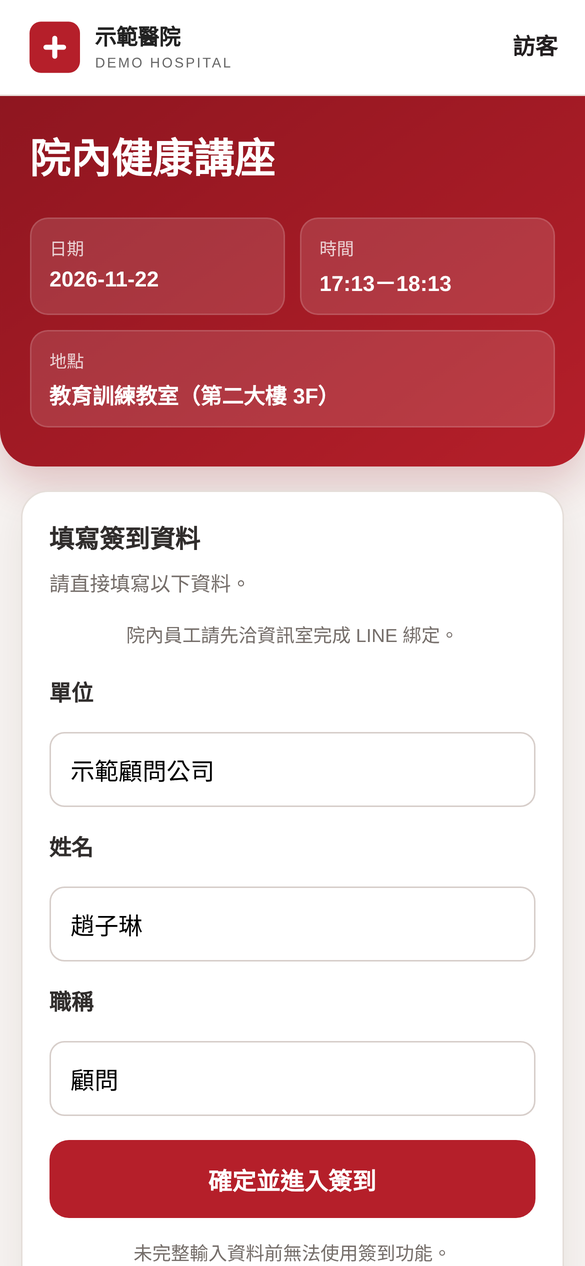 示範醫院
DEMO HOSPITAL
訪客
院內健康講座
日期
2026-11-22
時間
17:13－18:13
地點
教育訓練教室（第二大樓 3F）
填寫簽到資料
請直接填寫以下資料。
院內員工請先洽資訊室完成 LINE 綁定。
單位
示範顧問公司
姓名
趙子琳
職稱
顧問
確定並進入簽到
未完整輸入資料前無法使用簽到功能。